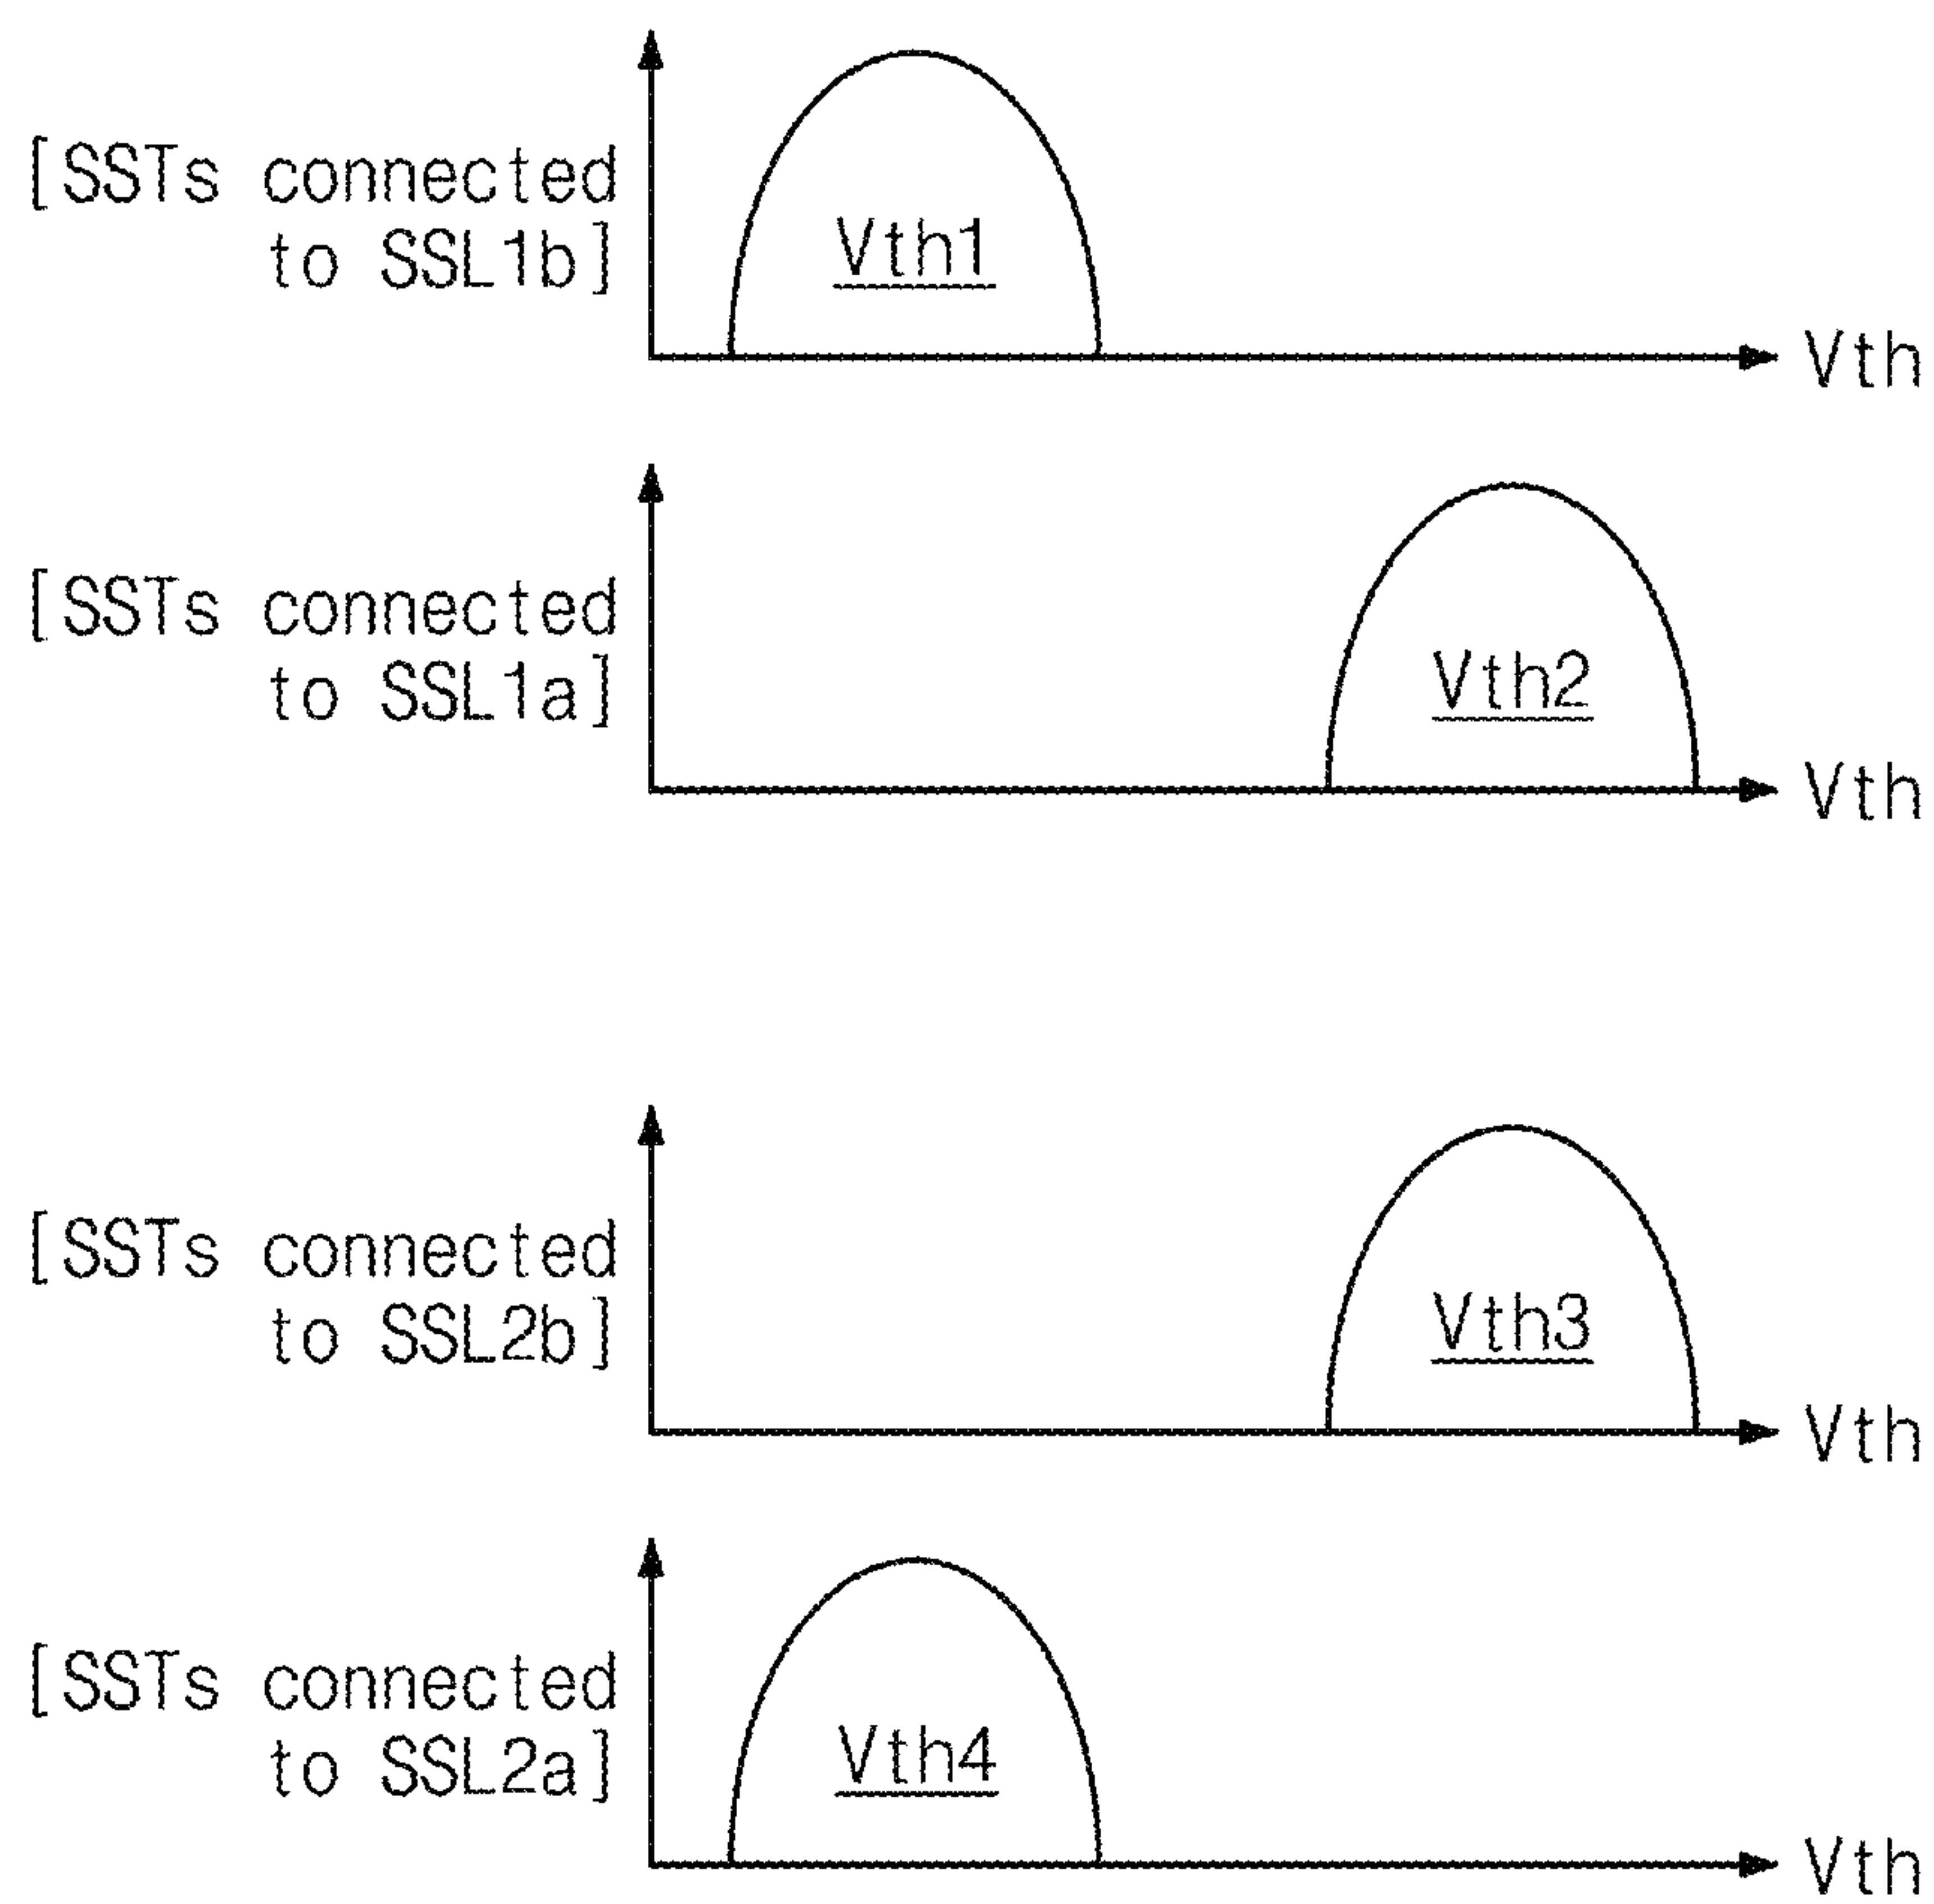 [SSTs connected
to SSL1b]
Vth1
Vth
[SSTs connected
to SSL1a]
Vth2
Vth
[SSTs connected
to SSL2b]
Vth3
Vth
[SSTs connected
to SSL2a]
Vth4
Vth